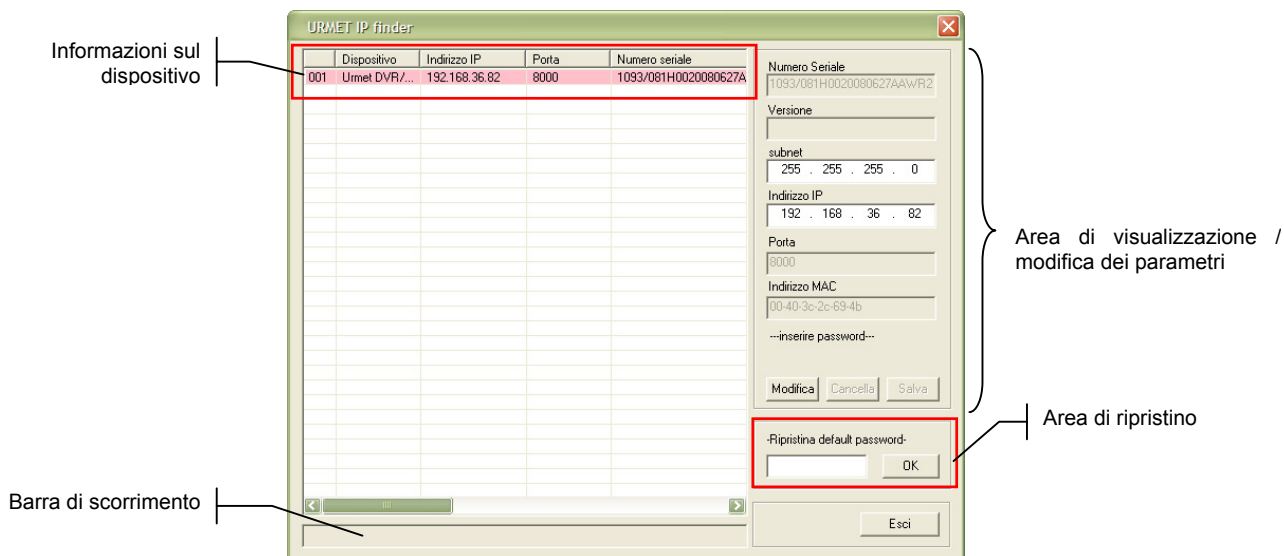 URMET IP finder
Informazioni sul
dispositivo
Dispositivo Indirizzo IP Porta Numero seriale
001 Urmet DVR/... 192.168.36.82 8000 1093/081H0020080627A
Numero Seriale
1093/081H0020080627AAWR2
Versione
subnet
255 . 255 . 255 . 0
Indirizzo IP
192 . 168 . 36 . 82
Porta
8000
Indirizzo MAC
00-40-3c-2c-69-4b
---inserire password---
Modifica Cancella Salva
Area di visualizzazione /
modifica dei parametri
-Ripristina default password-
OK
Area di ripristino
Barra di scorrimento
Esci